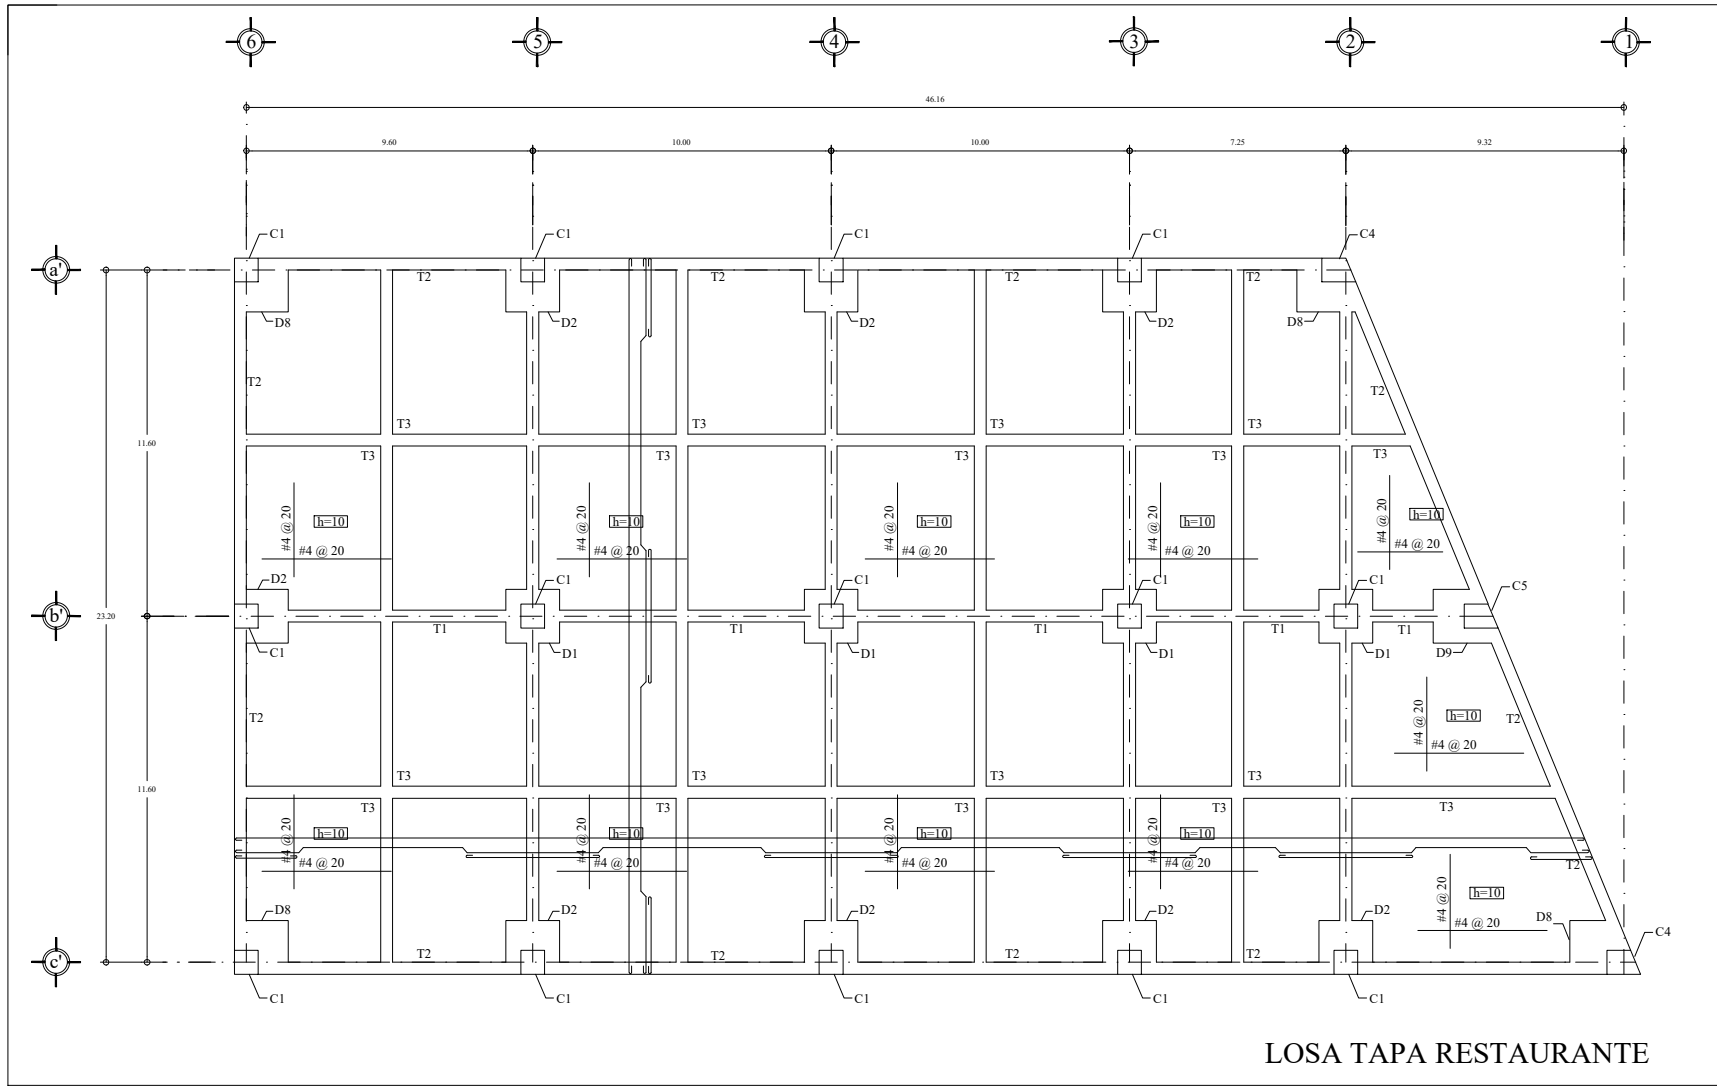 6 5 4 3 2 1
46.16
9.60 10.00 10.00 7.25 9.32
C1 C1 C1 C1 C4
a'
T2 T2 T2 T2 T2
D8 D2 D2 D2 D8
T2 T2
T3 T3 T3 T3
11.60
T3 T3 T3 T3 T3
#4 @ 20 h=10 #4 @ 20 h=10 #4 @ 20 h=10 #4 @ 20 h=10 #4 @ 20 h=10
#4 @ 20 #4 @ 20 #4 @ 20 #4 @ 20 #4 @ 20
D2 C1 C1 C1 C1 C5
b' 23.20
T1 T1 T1 T1 T1
C1 D1 D1 D1 D1 D9
T2 #4 @ 20 h=10 T2
#4 @ 20
T3 T3 T3 T3
11.60
T3 T3 T3 T3 T3
#4 @ 20 h=10 #4 @ 20 h=10 #4 @ 20 h=10 #4 @ 20 h=10
#4 @ 20 #4 @ 20 #4 @ 20 #4 @ 20 T2
#4 @ 20 h=10
D8 D2 D2 D2 D2 #4 @ 20 D8
C4
T2 T2 T2 T2 T2
c'
C1 C1 C1 C1 C1
LOSA TAPA RESTAURANTE